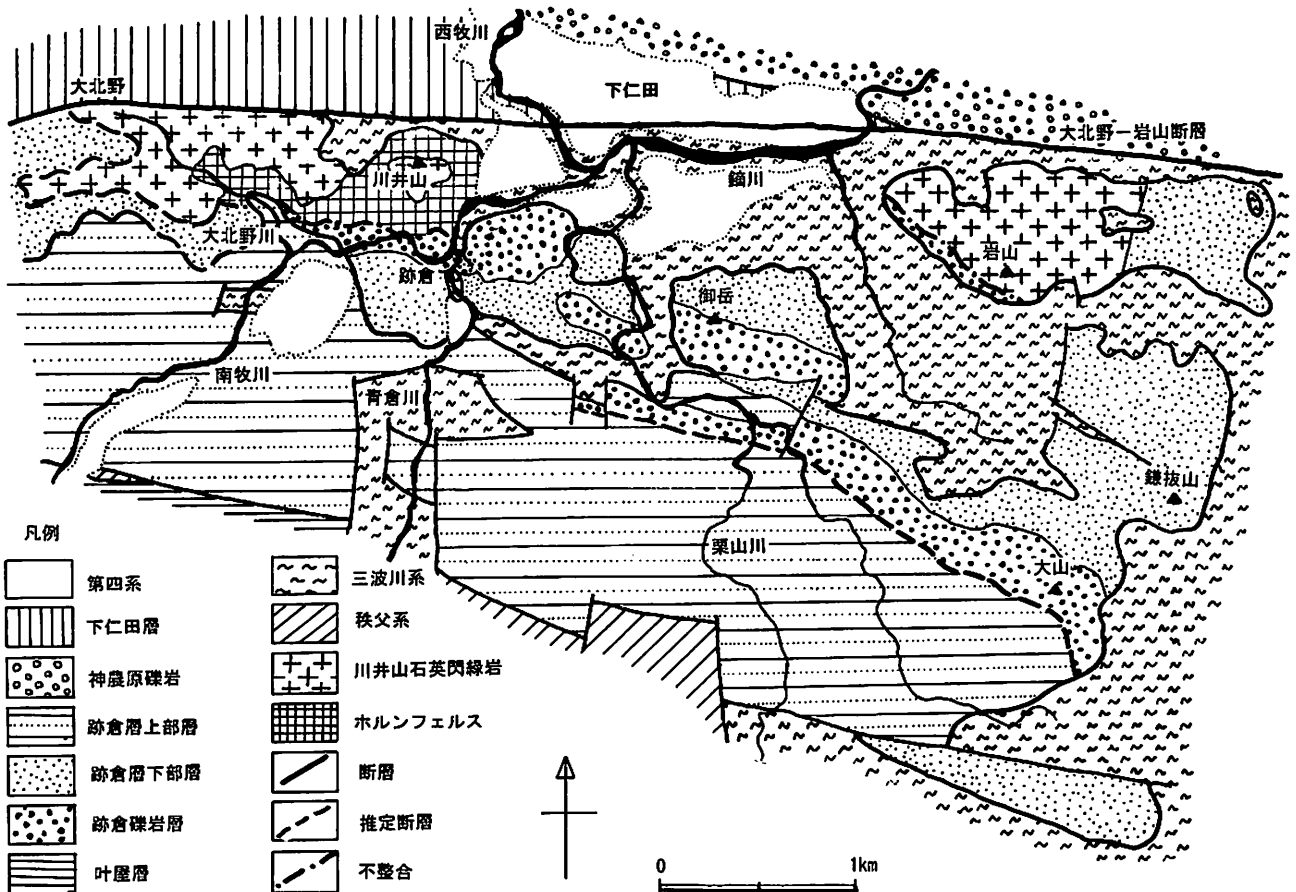 西牧川
大北野
下仁田
大北野ー岩山断層
川井山
鏑川
大北野川
岩山
跡倉
御岳
南牧川
青倉川
鎌抜山
栗山川
大山
凡例
第四系
下仁田層
神農原礫岩
跡倉層上部層
跡倉層下部層
跡倉礫岩層
叶屋層
三波川系
秩父系
川井山石英閃緑岩
ホルンフェルス
断層
推定断層
不整合
0 1km